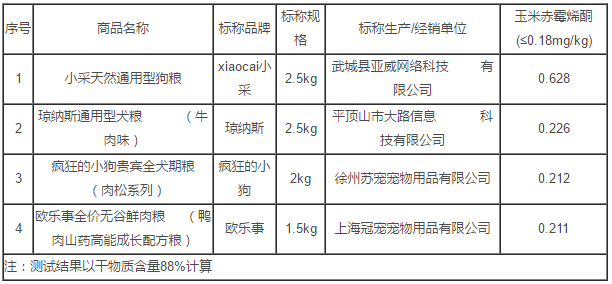 序号 商品名称 标称品牌 标称规格 标称生产/经销单位 玉米赤霉烯酮(≤0.18mg/kg)
1 小采天然通用型狗粮 xiaocai小采 2.5kg 武城县亚威网络科技 有限公司 0.628
2 琼纳斯通用型犬粮 （牛肉味） 琼纳斯 2.5kg 平顶山市大路信息 科技有限公司 0.226
3 疯狂的小狗贵宾全犬期粮（肉松系列） 疯狂的小狗 2kg 徐州苏宠宠物用品有限公司 0.212
4 欧乐事全价无谷鲜肉粮 （鸭肉山药高能成长配方粮） 欧乐事 1.5kg 上海冠宠宠物用品有限公司 0.211
注：测试结果以干物质含量88%计算